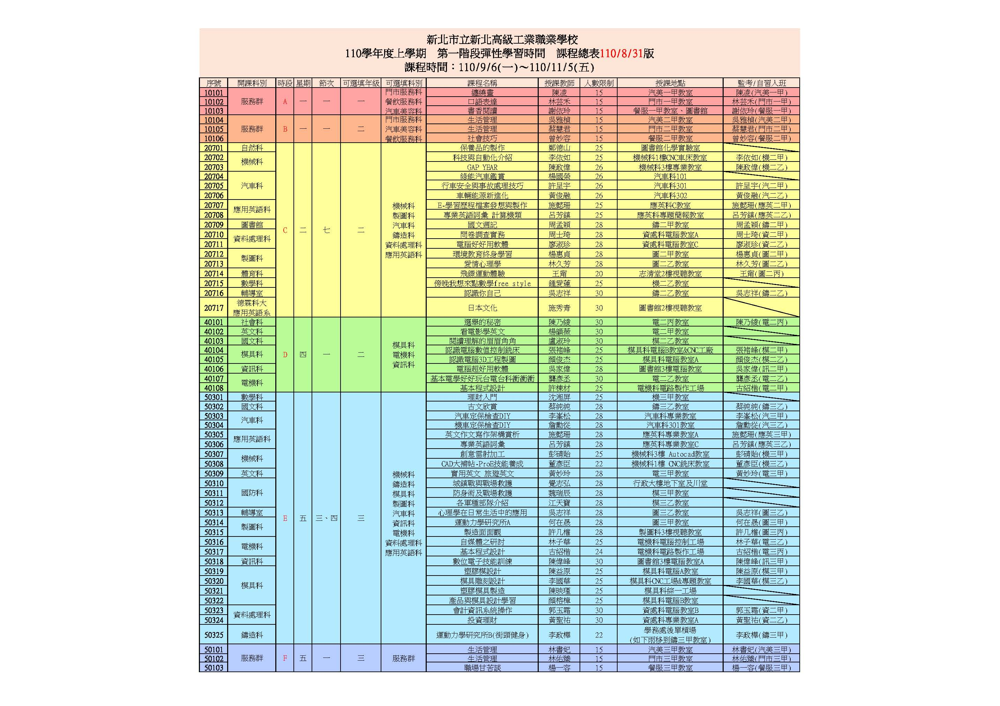 新北市立新北高級工業職業學校
110學年度上學期　第一階段彈性學習時間　課程總表110/8/31版
課程時間：110/9/6(一)～110/11/5(五)
序號 開課科別 時段 星期 節次 可選填年級 可選填科別 課程名稱 授課教師 人數限制 授課地點 監考/自習入班
10101 服務群 A 一 一 一 門市服務科 餐飲服務科 汽車美容科 纏繞畫 陳凌 15 汽美一甲教室 陳凌(汽美一甲)
10102 口語表達 林芸禾 15 門市一甲教室 林芸禾(門市一甲)
10103 書香閱讀 謝依玲 15 餐服一甲教室、圖書館 謝依玲(餐服一甲)
10104 服務群 B 一 一 二 門市服務科 汽車美容科 餐飲服務科 生活管理 吳雅楨 15 汽美二甲教室 吳雅楨(汽美二甲)
10105 生活管理 蔡慧君 15 門市二甲教室 蔡慧君(門市二甲)
10106 社會技巧 曾妙容 15 餐服二甲教室 曾妙容(餐服二甲)
20701 自然科 C 二 七 二 機械科 製圖科 汽車科 鑄造科 資料處理科 應用英語科 保養品的製作 鄭德山 25 圖書館化學實驗室
20702 機械科 科技與自動化介紹 李依如 25 機械科1樓CNC車床教室 李依如(機二甲)
20703 GAP YEAR 陳政偉 26 機械科3樓專業教室 陳政偉(機二乙)
20704 汽車科 綠能汽車鑑賞 楊國榮 26 汽車科101
20705 行車安全與事故處理技巧 許呈宇 26 汽車科301 許呈宇(汽二甲)
20706 車輛能源新進化 黃俊融 26 汽車科302 黃俊融(汽二乙)
20707 應用英語科 E-學習歷程檔案發想與製作 施懿珊 25 應英科C教室 施懿珊(應英二甲)
20708 專業英語詞彙 計算機類 呂芳鎮 25 應英科專題簡報教室 呂芳鎮(應英二乙)
20709 圖書館 國文週記 周孟穎 28 鑄二甲教室 周孟穎(鑄二甲)
20710 資料處理科 問卷調查實務 周士琦 28 資處科電腦教室A 周士琦(資二甲)
20711 電腦好好用軟體 廖淑珍 28 資處科電腦教室C 廖淑珍(資二乙)
20712 製圖科 環境教育終身學習 楊惠貞 28 圖二甲教室 楊惠貞(圖二甲)
20713 愛情心理學 林久芳 28 圖二乙教室 林久芳(圖二乙)
20714 體育科 飛鏢運動體驗 王甯 20 志清堂2樓視聽教室 王甯(圖二丙)
20715 數學科 傍晚我想來點數學free style 鍾愛蓮 25 機二乙教室
20716 輔導室 認識你自己 吳志祥 30 鑄二乙教室 吳志祥(鑄二乙)
20717 德霖科大 應用英語系 日本文化 施秀青 30 圖書館2樓視聽教室
40101 社會科 D 四 一 二 模具科 電機科 資訊科 選舉的秘密 陳乃綾 30 電二丙教室 陳乃綾(電二丙)
40102 英文科 看電影學英文 楊韻薇 30 電二甲教室
40103 國文科 閱讀理解的眉眉角角 盧淑玲 30 模二乙教室
40104 模具科 認識電腦數值控制銑床 張褚峰 25 模具科電腦B教室&CNC工廠 張褚峰(模二甲)
40105 認識電腦3D工程製圖 顏俊杰 25 模具科電腦教室A 顏俊杰(模二乙)
40106 資訊科 電腦超好用軟體 吳家偉 28 圖書館3樓電腦教室 吳家偉(訊二甲)
40107 電機科 基本電學好好玩台電台科衝衝衝 龔彥丞 30 電二乙教室 龔彥丞(電二乙)
40108 基本程式設計 許棟材 25 電機科電路製作工場 古紹楷(電二甲)
50301 數學科 E 五 三、四 三 機械科 鑄造科 模具科 製圖科 汽車科 資訊科 電機科 資料處理科 應用英語科 理財入門 沈湘屏 25 機三甲教室
50302 國文科 古文欣賞 蔡純純 28 鑄三乙教室 蔡純純(鑄三乙)
50303 汽車科 汽車定保檢查DIY 李峯松 28 汽車科專業教室 李峯松(汽三甲)
50304 機車定保檢查DIY 詹勳從 28 汽車科301教室 詹勳從(汽三乙)
50305 應用英語科 英文作文寫作架構賞析 施懿珊 28 應英科專業教室A 施懿珊(應英三甲)
50306 專業英語詞彙 呂芳鎮 28 應英科專業教室C 呂芳鎮(應英三乙)
50307 機械科 創意雷射加工 彭碃貽 25 機械科3樓 Autocad教室 彭碃貽(機三甲)
50308 CAD大補帖-ProE技能養成 董彥臣 22 機械科1樓 CNC銑床教室 董彥臣(機三乙)
50309 英文科 實用英文 旅遊英文 黃妙玲 28 電三甲教室 黃妙玲(電三甲)
50310 國防科 城鎮戰與戰場救護 覺志弘 28 行政大樓地下室及川堂
50311 防身術及戰場救護 魏瑞辰 28 模三甲教室
50312 各軍種部隊介紹 江天寶 28 模三乙教室
50313 輔導室 心理學在日常生活中的應用 吳志祥 28 圖三乙教室 吳志祥(圖三乙)
50314 製圖科 運動力學研究所A 何在晟 28 圖三甲教室 何在晟(圖三甲)
50315 製造面面觀 許几權 28 製圖科3樓視聽教室 許几權(圖三丙)
50316 電機科 自媒體之研討 林子華 25 電機科電腦控制工場 林子華(電三乙)
50317 基本程式設計 古紹楷 24 電機科電路製作工場 古紹楷(電三丙)
50318 資訊科 數位電子技能訓練 陳偉峰 30 圖書館3樓電腦教室A 陳偉峰(訊三甲)
50319 模具科 塑膠模設計 陳益原 25 模具科電腦A教室 陳益原(模三甲)
50320 模具雕刻設計 李國華 25 模具科CNC工場&專題教室 李國華(模三乙)
50321 塑膠模具製造 陳映瑾 25 模具科綜一工場
50322 產品與模具設計學習 顏榕樟 25 模具科電腦B教室
50323 資料處理科 會計資訊系統操作 郭玉霜 30 資處科電腦教室B 郭玉霜(資二甲)
50324 投資理財 黃聖祐 30 資處科專業教室A 黃聖祐(資二乙)
50325 鑄造科 運動力學研究所B(街頭健身) 李政樺 22 學務處後單槓場 (如下雨移到鑄三甲教室) 李政樺(鑄三甲)
50101 服務群 F 五 一 三 服務群 生活管理 林書妃 15 汽美三甲教室 林書妃(汽美三甲)
50102 生活管理 林佑臻 15 門市三甲教室 林佑臻(門市三甲)
50103 職場甘苦談 楊一容 15 餐服三甲教室 楊一容(餐服三甲)